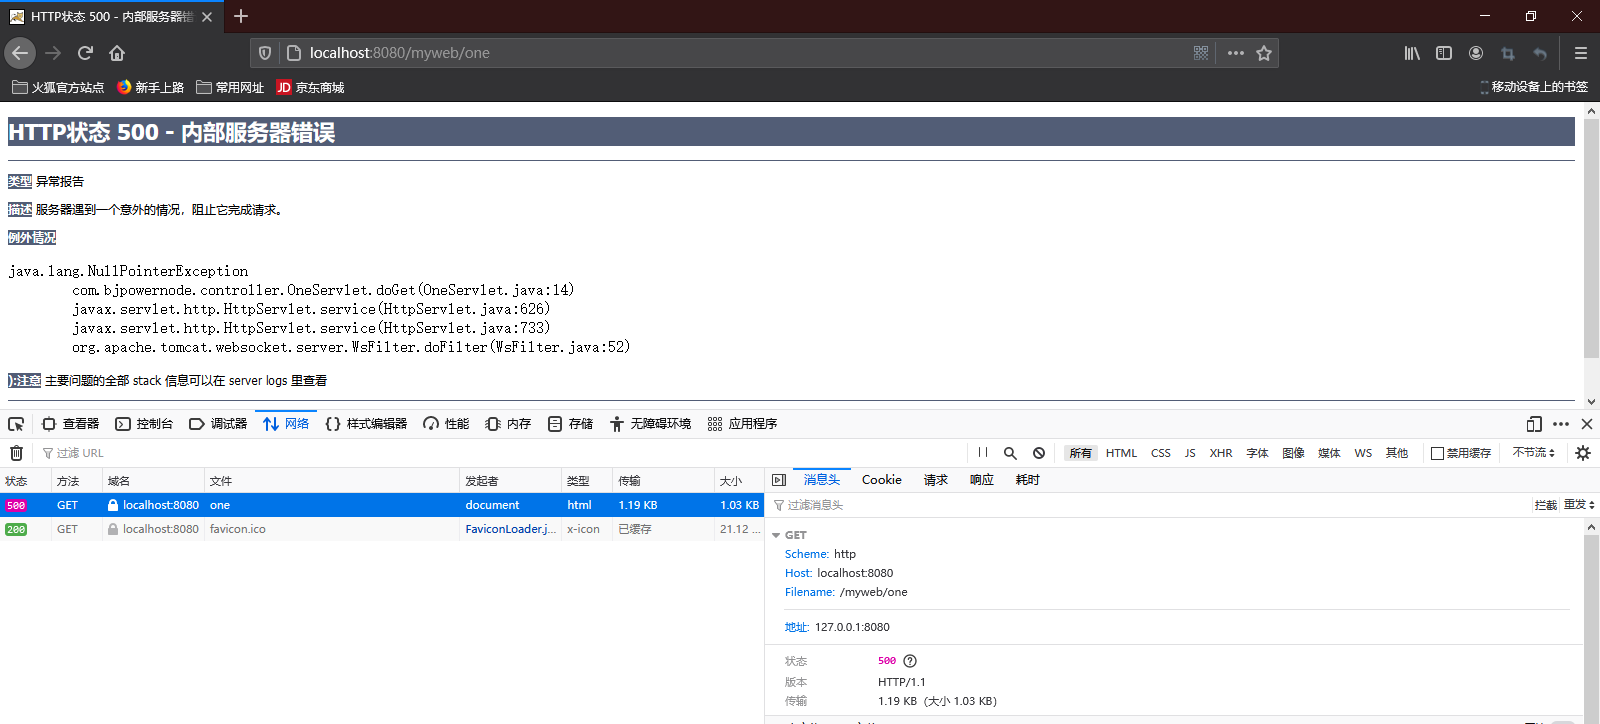 HTTP状态 500 - 内部服务器错
localhost:8080/myweb/one
火狐官方站点 新手上路 常用网址 JD 京东商城 移动设备上的书签
HTTP状态 500 - 内部服务器错误
类型 异常报告
描述 服务器遇到一个意外的情况，阻止它完成请求。
例外情况
java.lang.NullPointerException
com.bjpowernode.controller.OneServlet.doGet(OneServlet.java:14)
javax.servlet.http.HttpServlet.service(HttpServlet.java:626)
javax.servlet.http.HttpServlet.service(HttpServlet.java:733)
org.apache.tomcat.websocket.server.WsFilter.doFilter(WsFilter.java:52)
):注意 主要问题的全部 stack 信息可以在 server logs 里查看
查看器 控制台 调试器 网络 样式编辑器 性能 内存 存储 无障碍环境 应用程序
过滤 URL 所有 HTML CSS JS XHR 字体 图像 媒体 WS 其他 禁用缓存 不节流
状态 方法 域名 文件 发起者 类型 传输 大小
500 GET localhost:8080 one document html 1.19 KB 1.03 KB
200 GET localhost:8080 favicon.ico FaviconLoader.j... x-icon 已缓存 21.12 ...
消息头 Cookie 请求 响应 耗时
过滤消息头 拦截 重发
GET
Scheme: http
Host: localhost:8080
Filename: /myweb/one
地址: 127.0.0.1:8080
状态 500
版本 HTTP/1.1
传输 1.19 KB (大小 1.03 KB)